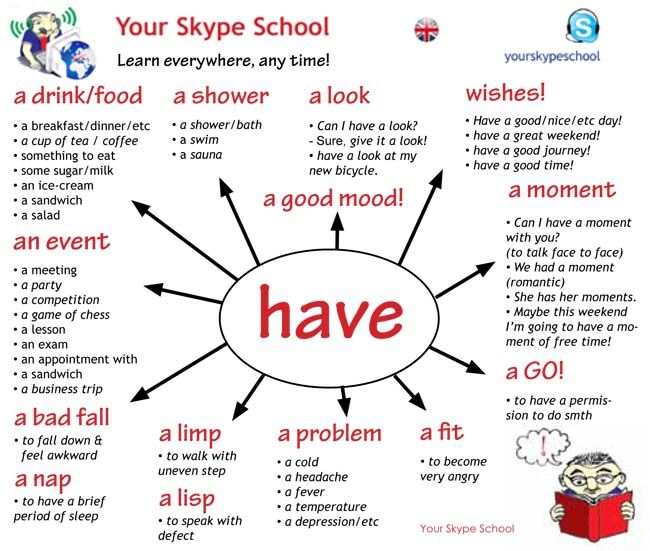 Your Skype School
Learn everywhere, any time!
S
yourskypeschool
a drink/food
• a breakfast/dinner/etc
• a cup of tea / coffee
• something to eat
• some sugar/milk
• an ice-cream
• a sandwich
• a salad
a shower
• a shower/bath
• a swim
• a sauna
a look
• Can I have a look?
- Sure, give it a look!
• have a look at my
new bicycle.
wishes!
• Have a good/nice/etc day!
• have a great weekend!
• have a good journey!
• have a good time!
a good mood!
a moment
• Can I have a moment
with you?
(to talk face to face)
• We had a moment
(romantic)
• She has her moments.
• Maybe this weekend
I'm going to have a mo-
ment of free time!
an event
• a meeting
• a party
• a competition
• a game of chess
• a lesson
• an exam
• an appointment with
• a sandwich
• a business trip
have
a GO!
• to have a permis-
sion to do smth
a bad fall
• to fall down &
feel awkward
a nap
• to have a brief
period of sleep
a limp
• to walk with
uneven step
a lisp
• to speak with
defect
a problem
• a cold
• a headache
• a fever
• a temperature
• a depression/etc
a fit
• to become
very angry
!
Your Skype School